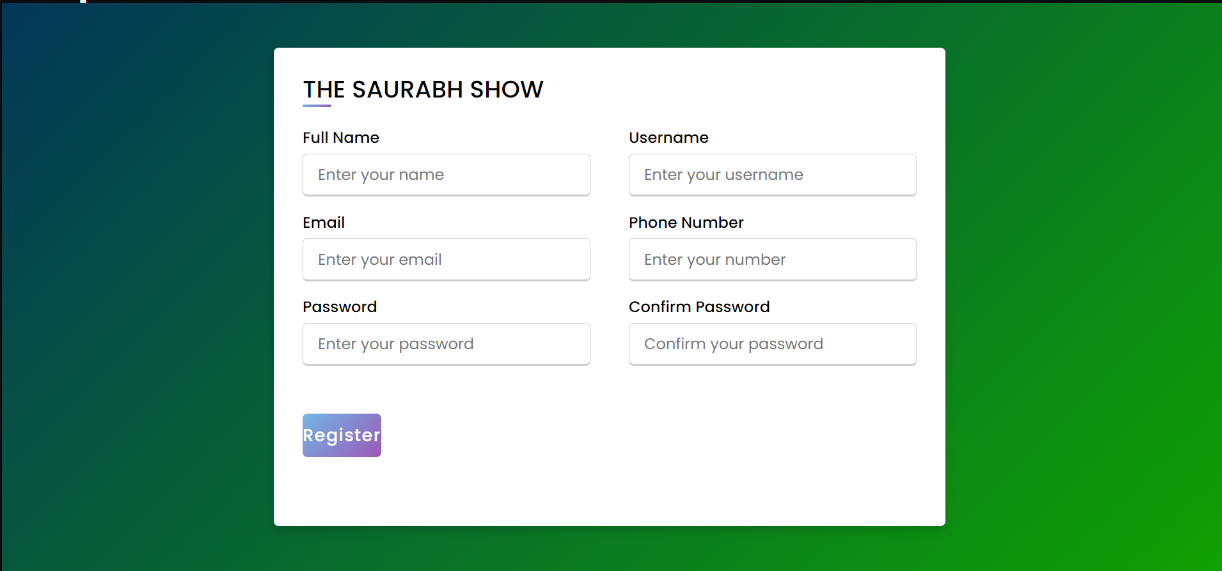 THE SAURABH SHOW
Full Name
Username
Enter your name
Enter your username
Email
Phone Number
Enter your email
Enter your number
Password
Confirm Password
Enter your password
Confirm your password
Register